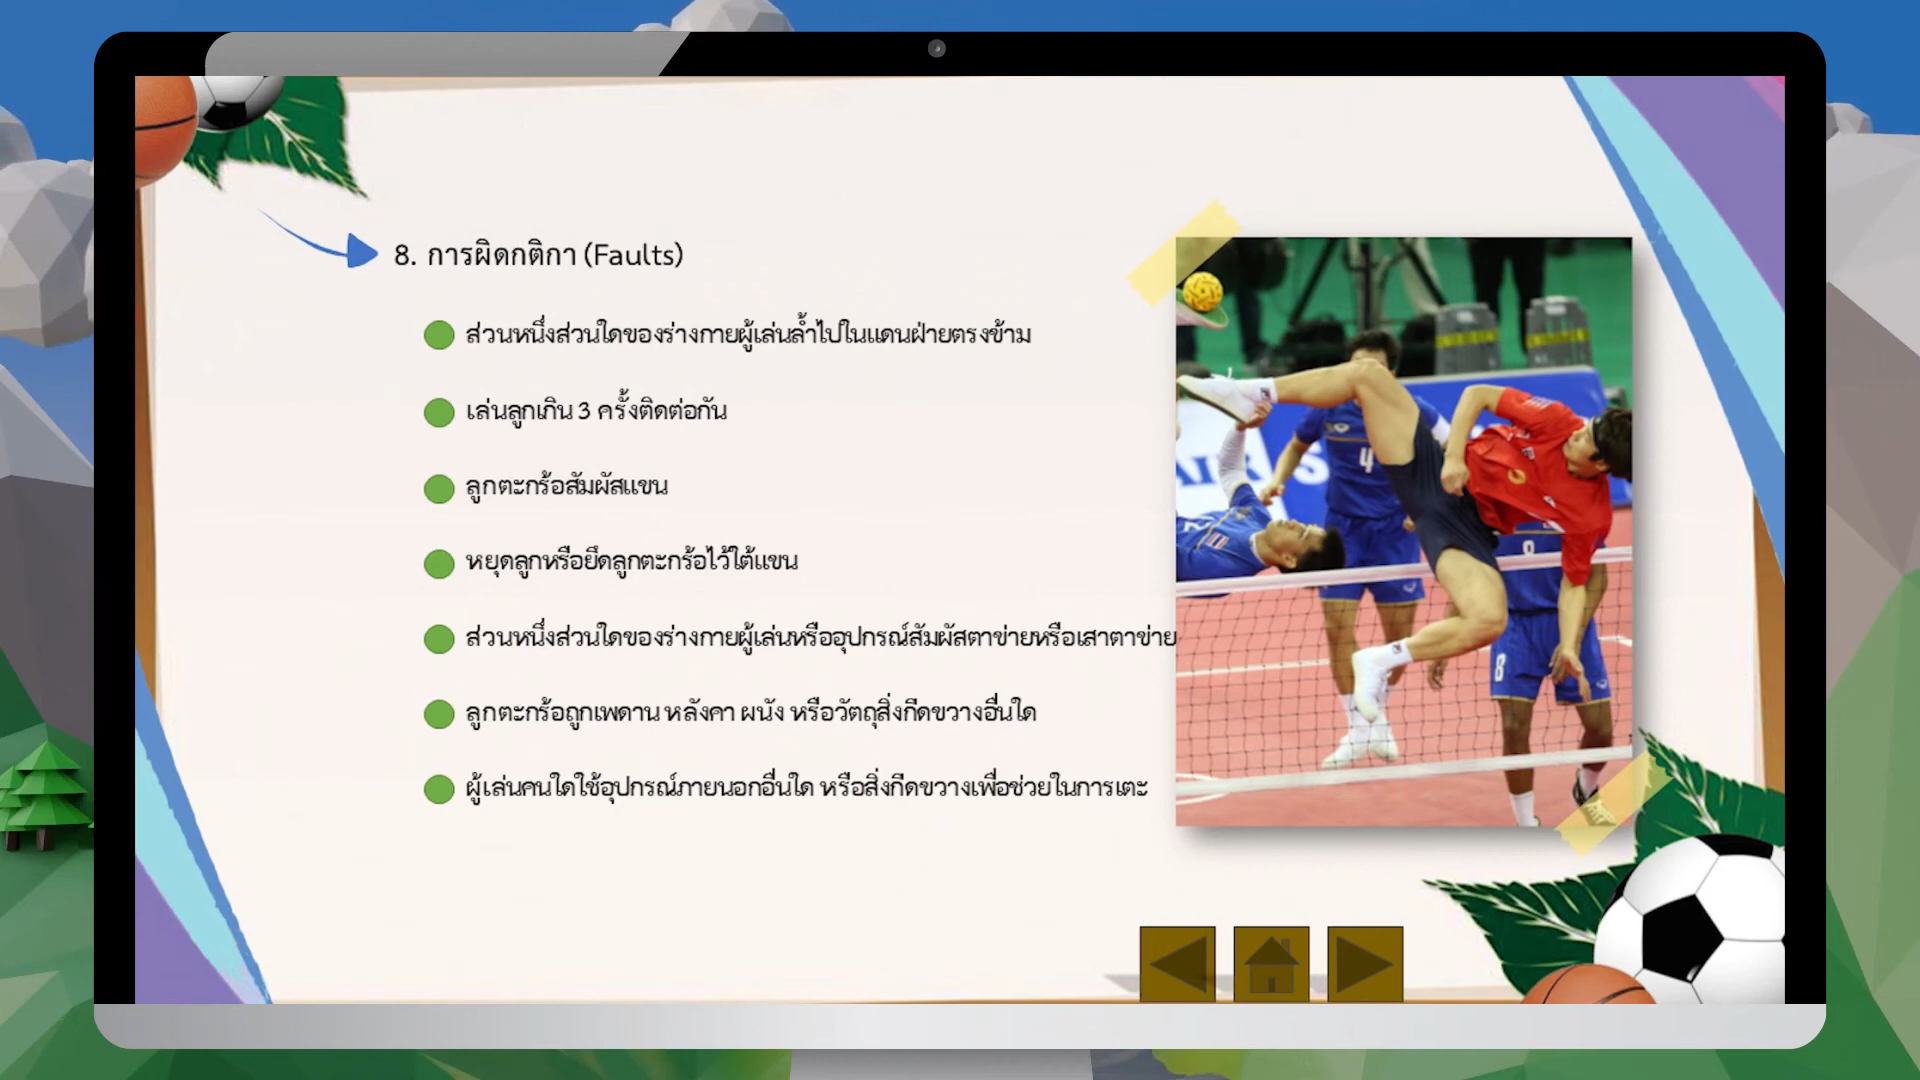 8. การผิดกติกา (Faults)
ส่วนหนึ่งส่วนใดของร่างกายผู้เล่นล้ำไปในแดนฝ่ายตรงข้าม
เล่นลูกเกิน 3 ครั้งติดต่อกัน
ลูกตะกร้อสัมผัสแขน
หยุดลูกหรือยึดลูกตะกร้อไว้ใต้แขน
ส่วนหนึ่งส่วนใดของร่างกายผู้เล่นหรืออุปกรณ์สัมผัสตาข่ายหรือเสาตาข่าย
ลูกตะกร้อถูกเพดาน หลังคา ผนัง หรือวัตถุสิ่งกีดขวางอื่นใด
ผู้เล่นคนใดใช้อุปกรณ์ภายนอกอื่นใด หรือสิ่งกีดขวางเพื่อช่วยในการเตะ
4
8